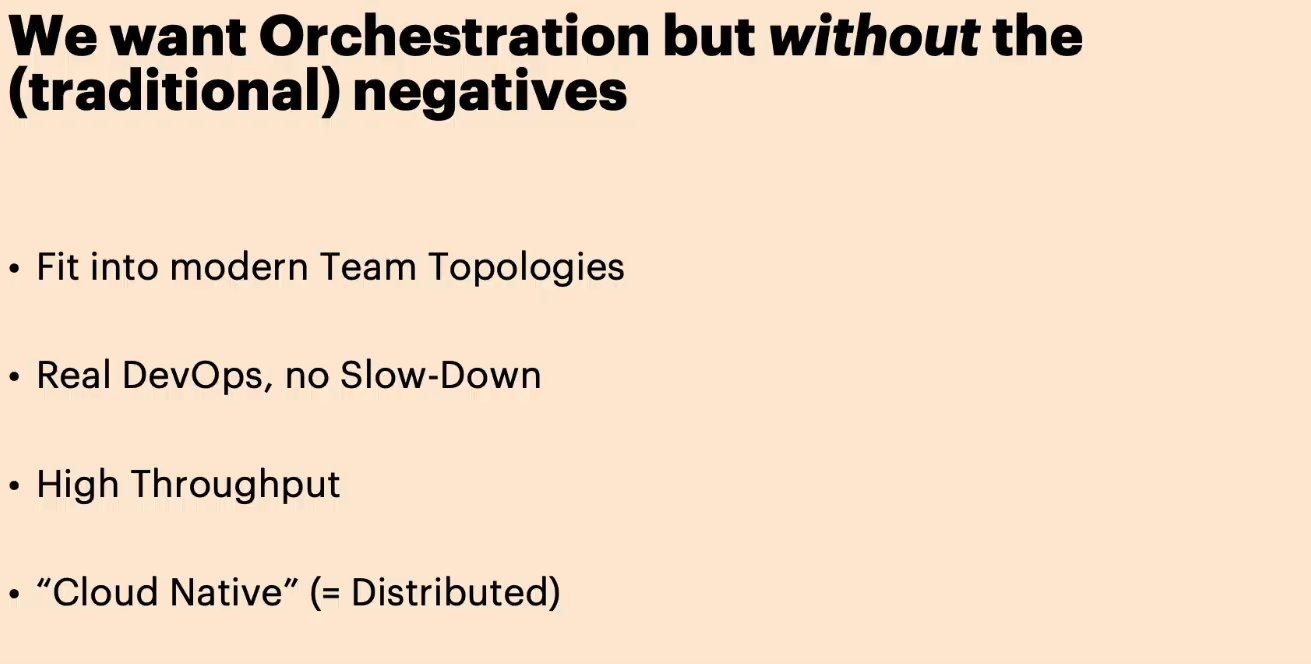 We want Orchestration but without the
(traditional) negatives
• Fit into modern Team Topologies
• Real DevOps, no Slow-Down
• High Throughput
• “Cloud Native” (= Distributed)